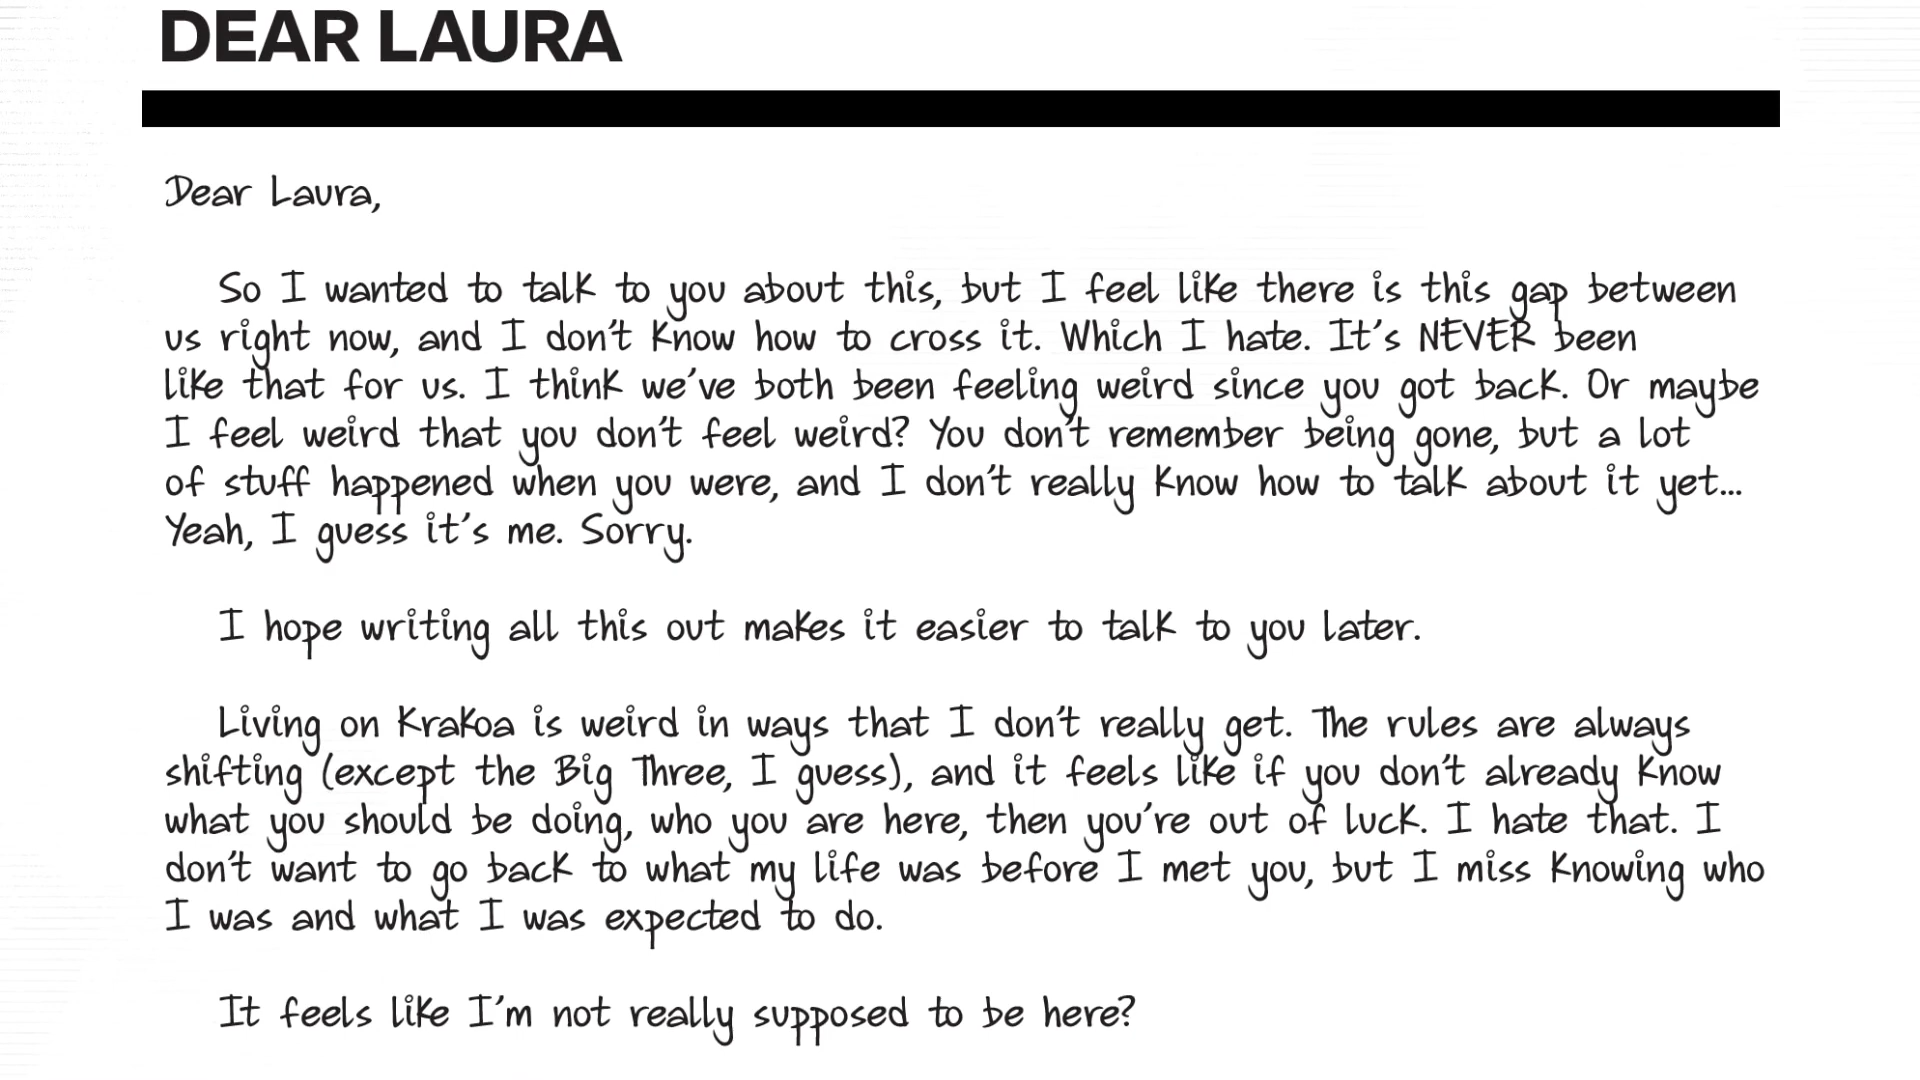 DEAR LAURA
Dear Laura,
So I wanted to talk to you about this, but I feel like there is this gap between
us right now, and I don't know how to cross it. Which I hate. It's NEVER been
like that for us. I think we've both been feeling weird since you got back. Or maybe
I feel weird that you don't feel weird? You don't remember being gone, but a lot
of stuff happened when you were, and I don't really know how to talk about it yet...
Yeah, I guess it's me. Sorry.
I hope writing all this out makes it easier to talk to you later.
Living on Krakoa is weird in ways that I don't really get. The rules are always
shifting (except the Big Three, I guess), and it feels like if you don't already know
what you should be doing, who you are here, then you're out of luck. I hate that. I
don't want to go back to what my life was before I met you, but I miss knowing who
I was and what I was expected to do.
It feels like I'm not really supposed to be here?